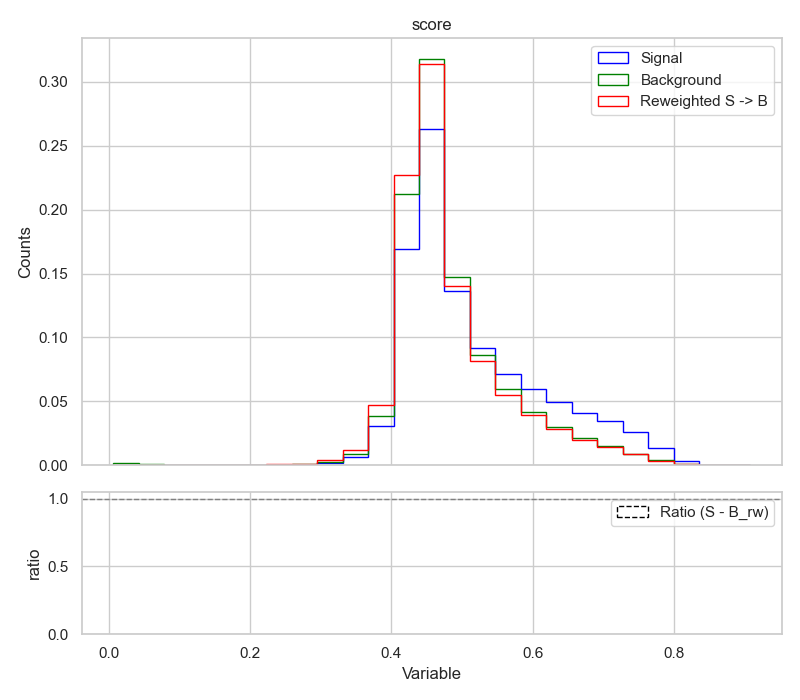 score
Signal
Background
Reweighted S -> B
0.30
0.25
0.20
0.15
0.10
0.05
0.00
Counts
1.0
0.5
0.0
ratio
Ratio (S - B_rw)
0.0 0.2 0.4 0.6 0.8
Variable